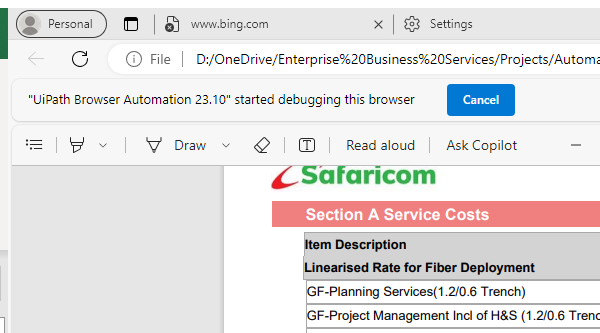 Personal www.bing.com Settings
File D:/OneDrive/Enterprise%20Business%20Services/Projects/Automa
"UiPath Browser Automation 23.10" started debugging this browser Cancel
Draw T Read aloud Ask Copilot
Safaricom
Section A Service Costs
Item Description
Linearised Rate for Fiber Deployment
GF-Planning Services(1.2/0.6 Trench)
GF-Project Management Incl of H&S (1.2/0.6 Trenc